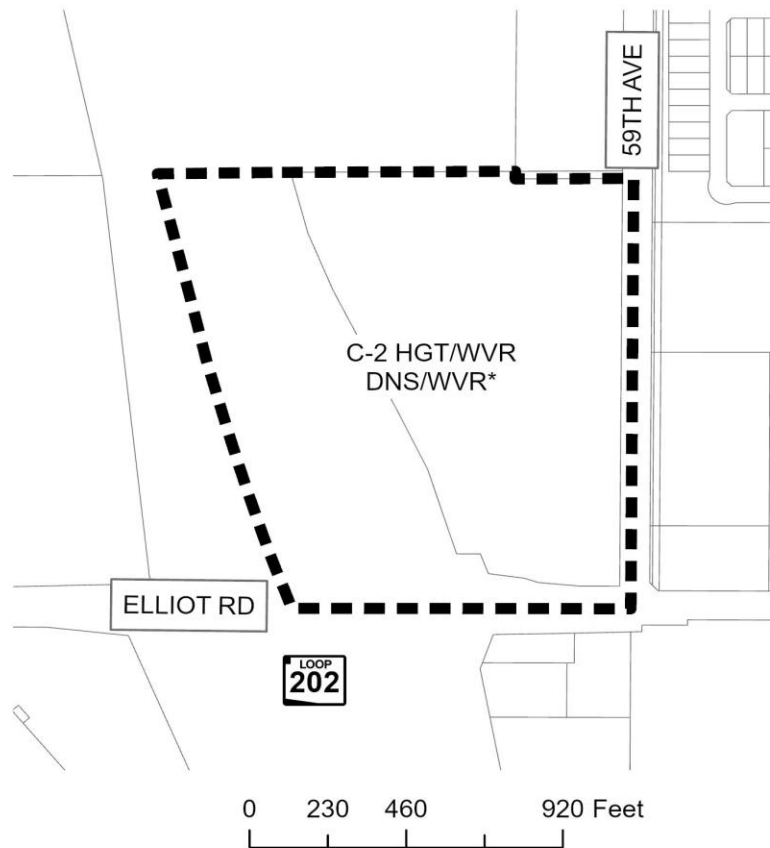 59TH AVE
C-2 HGT/WVR
DNS/WVR*
ELLIOT RD
LOOP
202
0 230 460 920 Feet